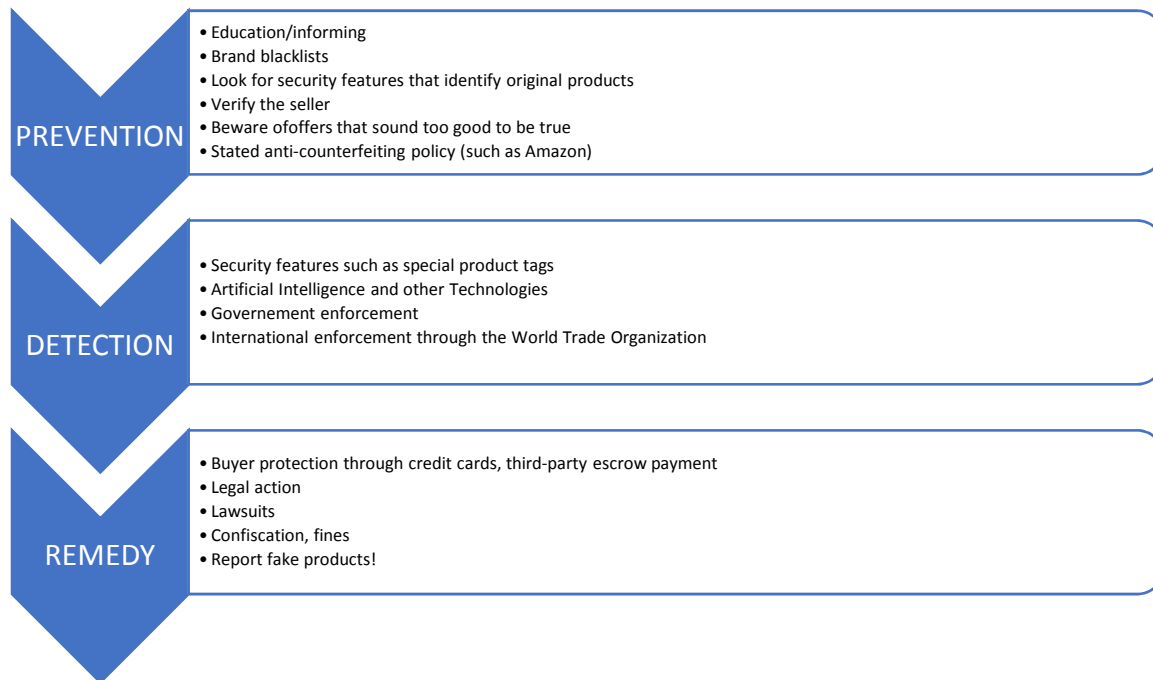 PREVENTION
• Education/informing
• Brand blacklists
• Look for security features that identify original products
• Verify the seller
• Beware ofoffers that sound too good to be true
• Stated anti-counterfeiting policy (such as Amazon)
DETECTION
• Security features such as special product tags
• Artificial Intelligence and other Technologies
• Governement enforcement
• International enforcement through the World Trade Organization
REMEDY
• Buyer protection through credit cards, third-party escrow payment
• Legal action
• Lawsuits
• Confiscation, fines
• Report fake products!